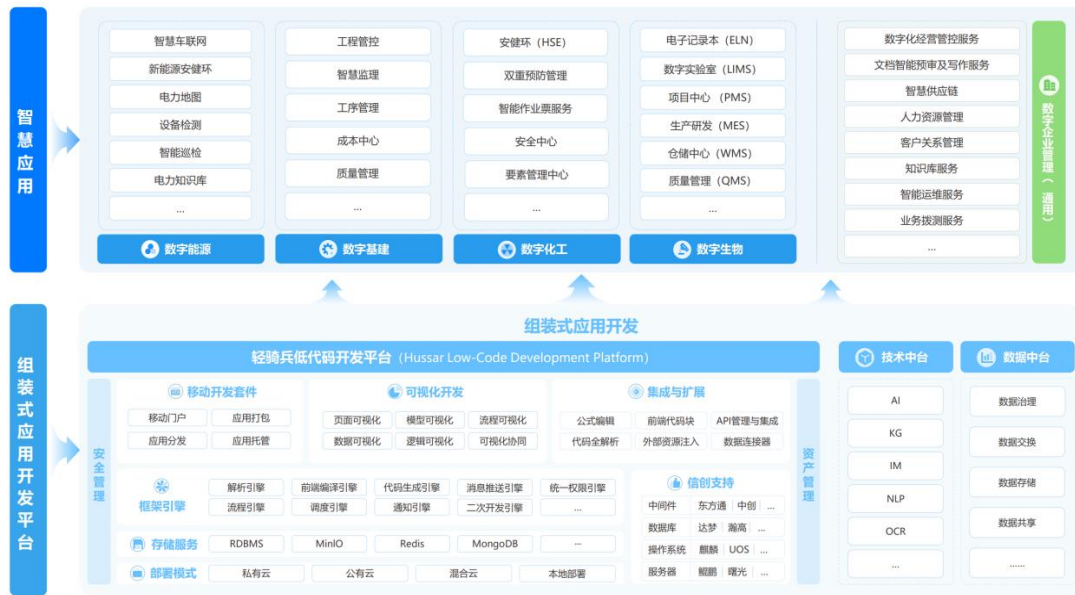 智慧应用
智慧车联网
新能源安健环
电力地图
设备检测
智能巡检
电力知识库
...
数字能源
工程管控
智慧监理
工序管理
成本中心
质量管理
...
数字基建
安健环（HSE）
双重预防管理
智能作业票服务
安全中心
要素管理中心
...
数字化工
电子记录本（ELN）
数字实验室（LIMS）
项目中心（PMS）
生产研发（MES）
仓储中心（WMS）
质量管理（QMS）
...
数字生物
数字化经营管控服务
文档智能预审及写作服务
智慧供应链
人力资源管理
客户关系管理
知识库服务
智能运维服务
业务拨测服务
...
数字企业管理（通用）
组装式应用开发平台
组装式应用开发
轻骑兵低代码开发平台（Hussar Low-Code Development Platform）
安全管理
移动开发套件
移动门户 应用打包
应用分发 应用托管
可视化开发
页面可视化 模型可视化 流程可视化
数据可视化 逻辑可视化 可视化协同
集成与扩展
公式编辑 前端代码块 API管理与集成
代码全解析 外部资源注入 数据连接器
框架引擎
解析引擎 前端编译引擎 代码生成引擎 消息推送引擎 统一权限引擎
流程引擎 调度引擎 通知引擎 二次开发引擎 ...
存储服务 RDBMS MinIO Redis MongoDB ...
部署模式 私有云 公有云 混合云 本地部署
信创支持
中间件 东方通 中创 ...
数据库 达梦 瀚高 ...
操作系统 麒麟 UOS ...
服务器 鲲鹏 曙光 ...
资产管理
技术中台
AI
KG
IM
NLP
OCR
...
数据中台
数据治理
数据交换
数据存储
数据共享
......